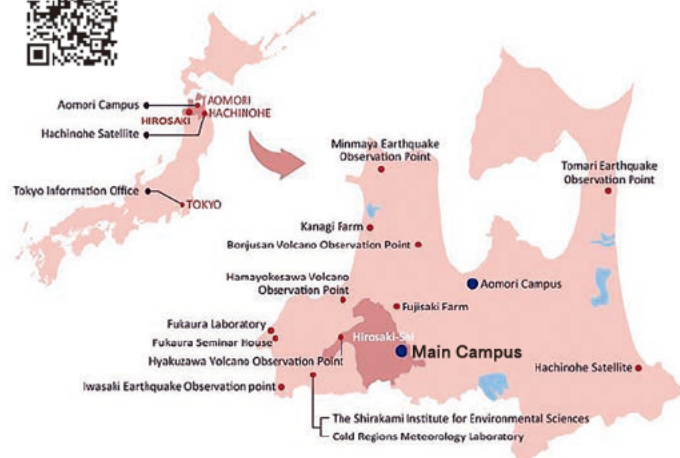 Aomori Campus
AOMORI
HIROSAKI
HACHINOHE
Hachinohe Satellite
Tokyo Information Office
TOKYO
Minmaya Earthquake
Observation Point
Tomari Earthquake
Observation Point
Kanagi Farm
Bonjusan Volcano Observation Point
Hamayokesawa Volcano
Observation Point
Aomori Campus
Fujisaki Farm
Fukaura Laboratory
Fukaura Seminar House
Hirosaki-Shi
Main Campus
Hyakuzawa Volcano Observation Point
Hachinohe Satellite
Iwasaki Earthquake Observation point
The Shirakami Institute for Environmental Sciences
Cold Regions Meteorology Laboratory